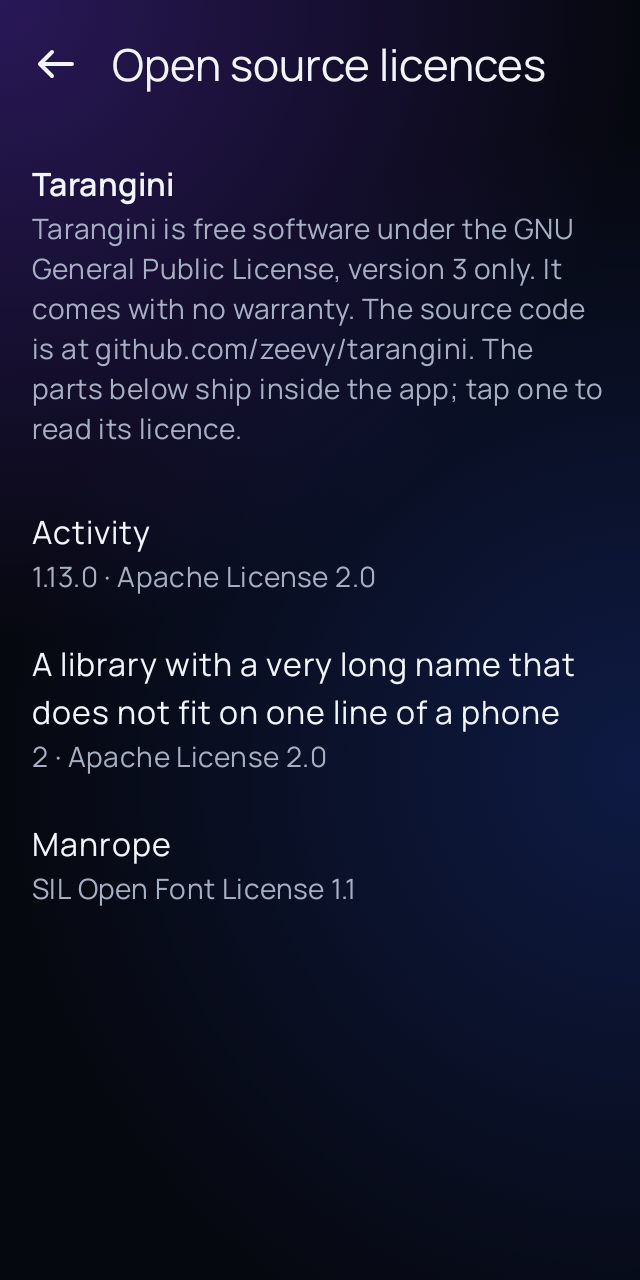 Open source licences
Tarangini
Tarangini is free software under the GNU
General Public License, version 3 only. It
comes with no warranty. The source code
is at github.com/zeevy/tarangini. The
parts below ship inside the app; tap one to
read its licence.
Activity
1.13.0 · Apache License 2.0
A library with a very long name that
does not fit on one line of a phone
2 · Apache License 2.0
Manrope
SIL Open Font License 1.1